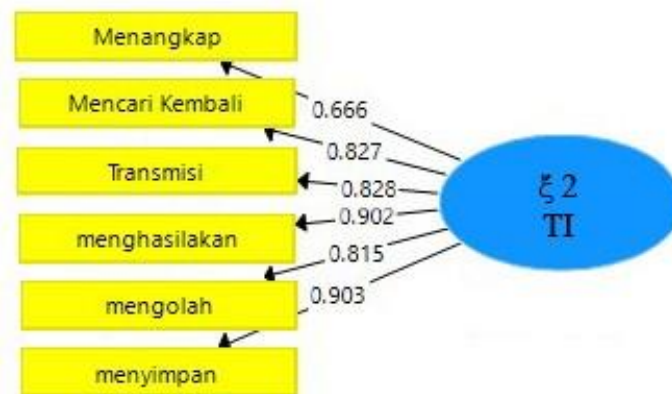 Menangkap
0.666
Mencari Kembali
0.827
Transmisi
0.828
menghasilakan
0.902
mengolah
0.815
menyimpan
0.903
ξ 2
TI